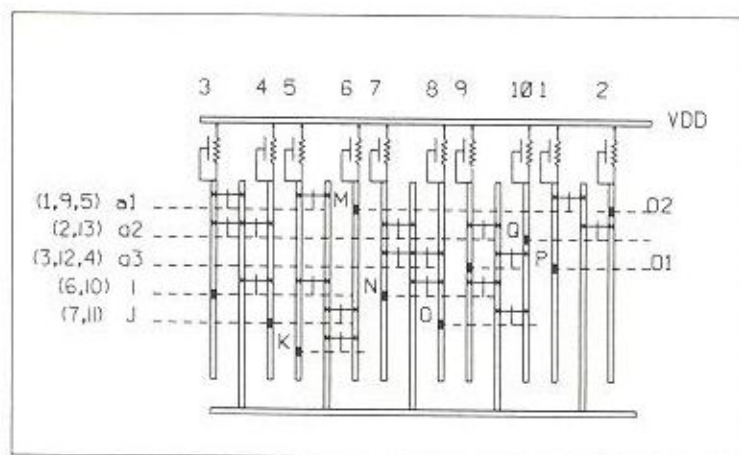 3 4 5 6 7 8 9 10 1 2
VDD
(1,9,5) a1 M O2
(2,13) a2 Q
(3,12,4) a3 P O1
(6,10) I N
(7,11) J O
K